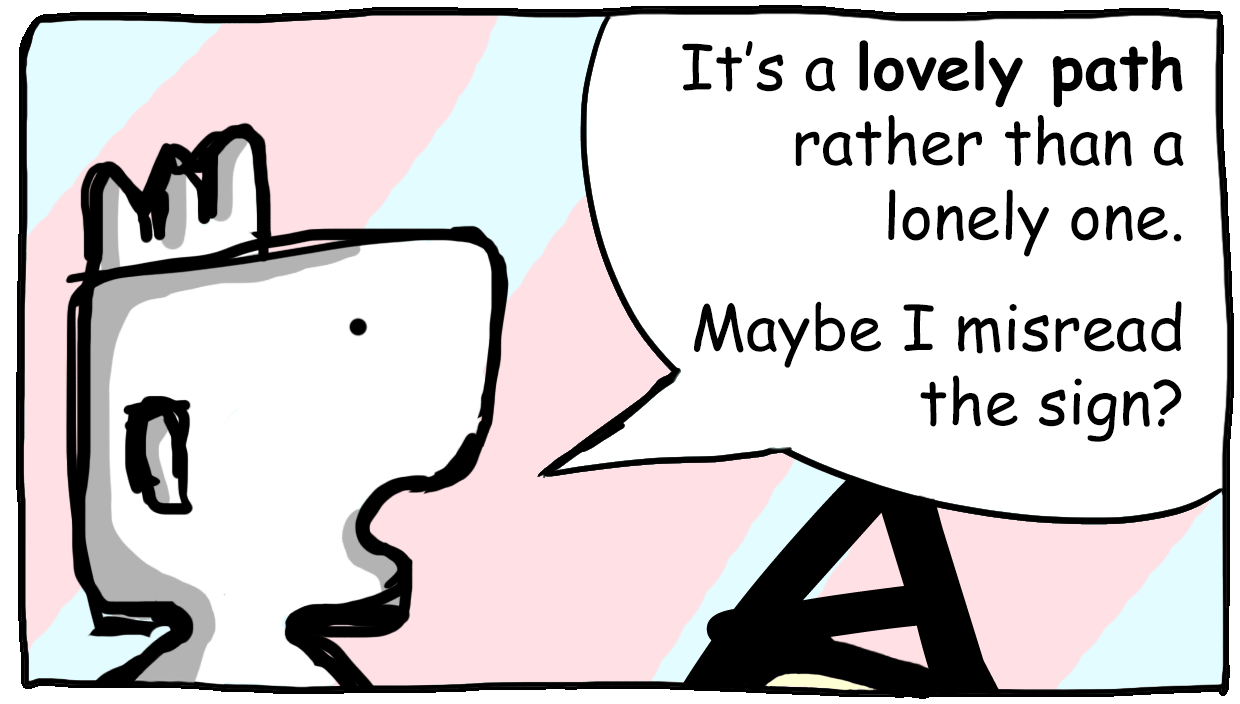 It's a lovely path
rather than a
lonely one.
Maybe I misread
the sign?